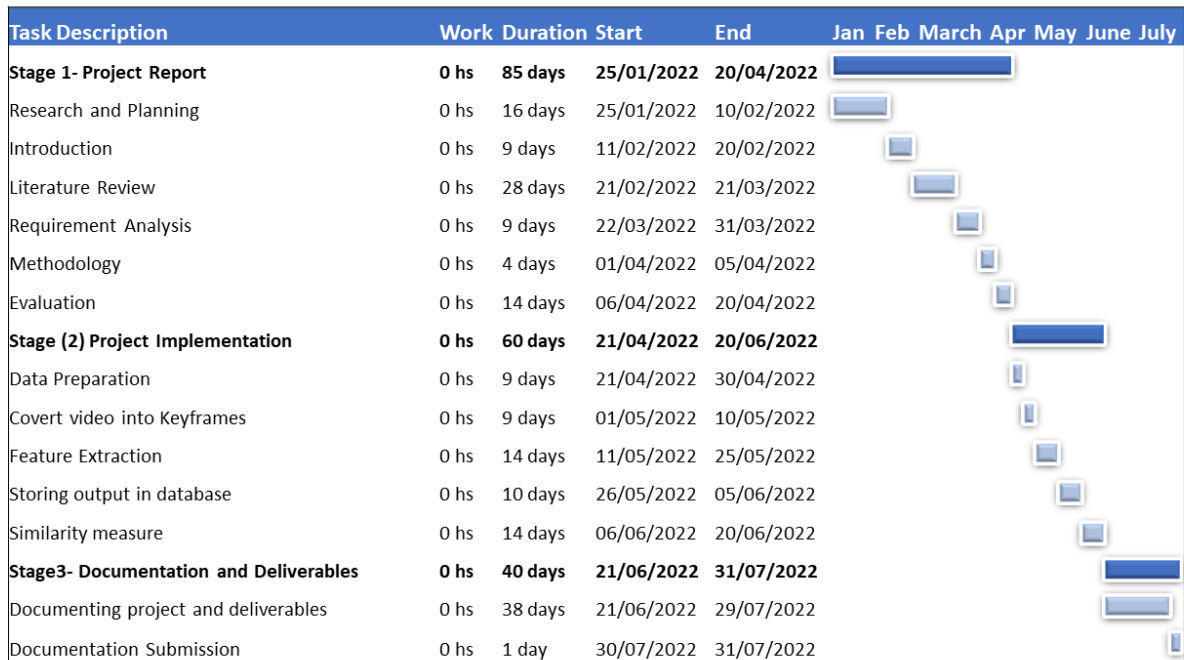 Task Description Work Duration Start End Jan Feb March Apr May June July
Stage 1- Project Report 0 hs 85 days 25/01/2022 20/04/2022
Research and Planning 0 hs 16 days 25/01/2022 10/02/2022
Introduction 0 hs 9 days 11/02/2022 20/02/2022
Literature Review 0 hs 28 days 21/02/2022 21/03/2022
Requirement Analysis 0 hs 9 days 22/03/2022 31/03/2022
Methodology 0 hs 4 days 01/04/2022 05/04/2022
Evaluation 0 hs 14 days 06/04/2022 20/04/2022
Stage (2) Project Implementation 0 hs 60 days 21/04/2022 20/06/2022
Data Preparation 0 hs 9 days 21/04/2022 30/04/2022
Covert video into Keyframes 0 hs 9 days 01/05/2022 10/05/2022
Feature Extraction 0 hs 14 days 11/05/2022 25/05/2022
Storing output in database 0 hs 10 days 26/05/2022 05/06/2022
Similarity measure 0 hs 14 days 06/06/2022 20/06/2022
Stage3- Documentation and Deliverables 0 hs 40 days 21/06/2022 31/07/2022
Documenting project and deliverables 0 hs 38 days 21/06/2022 29/07/2022
Documentation Submission 0 hs 1 day 30/07/2022 31/07/2022